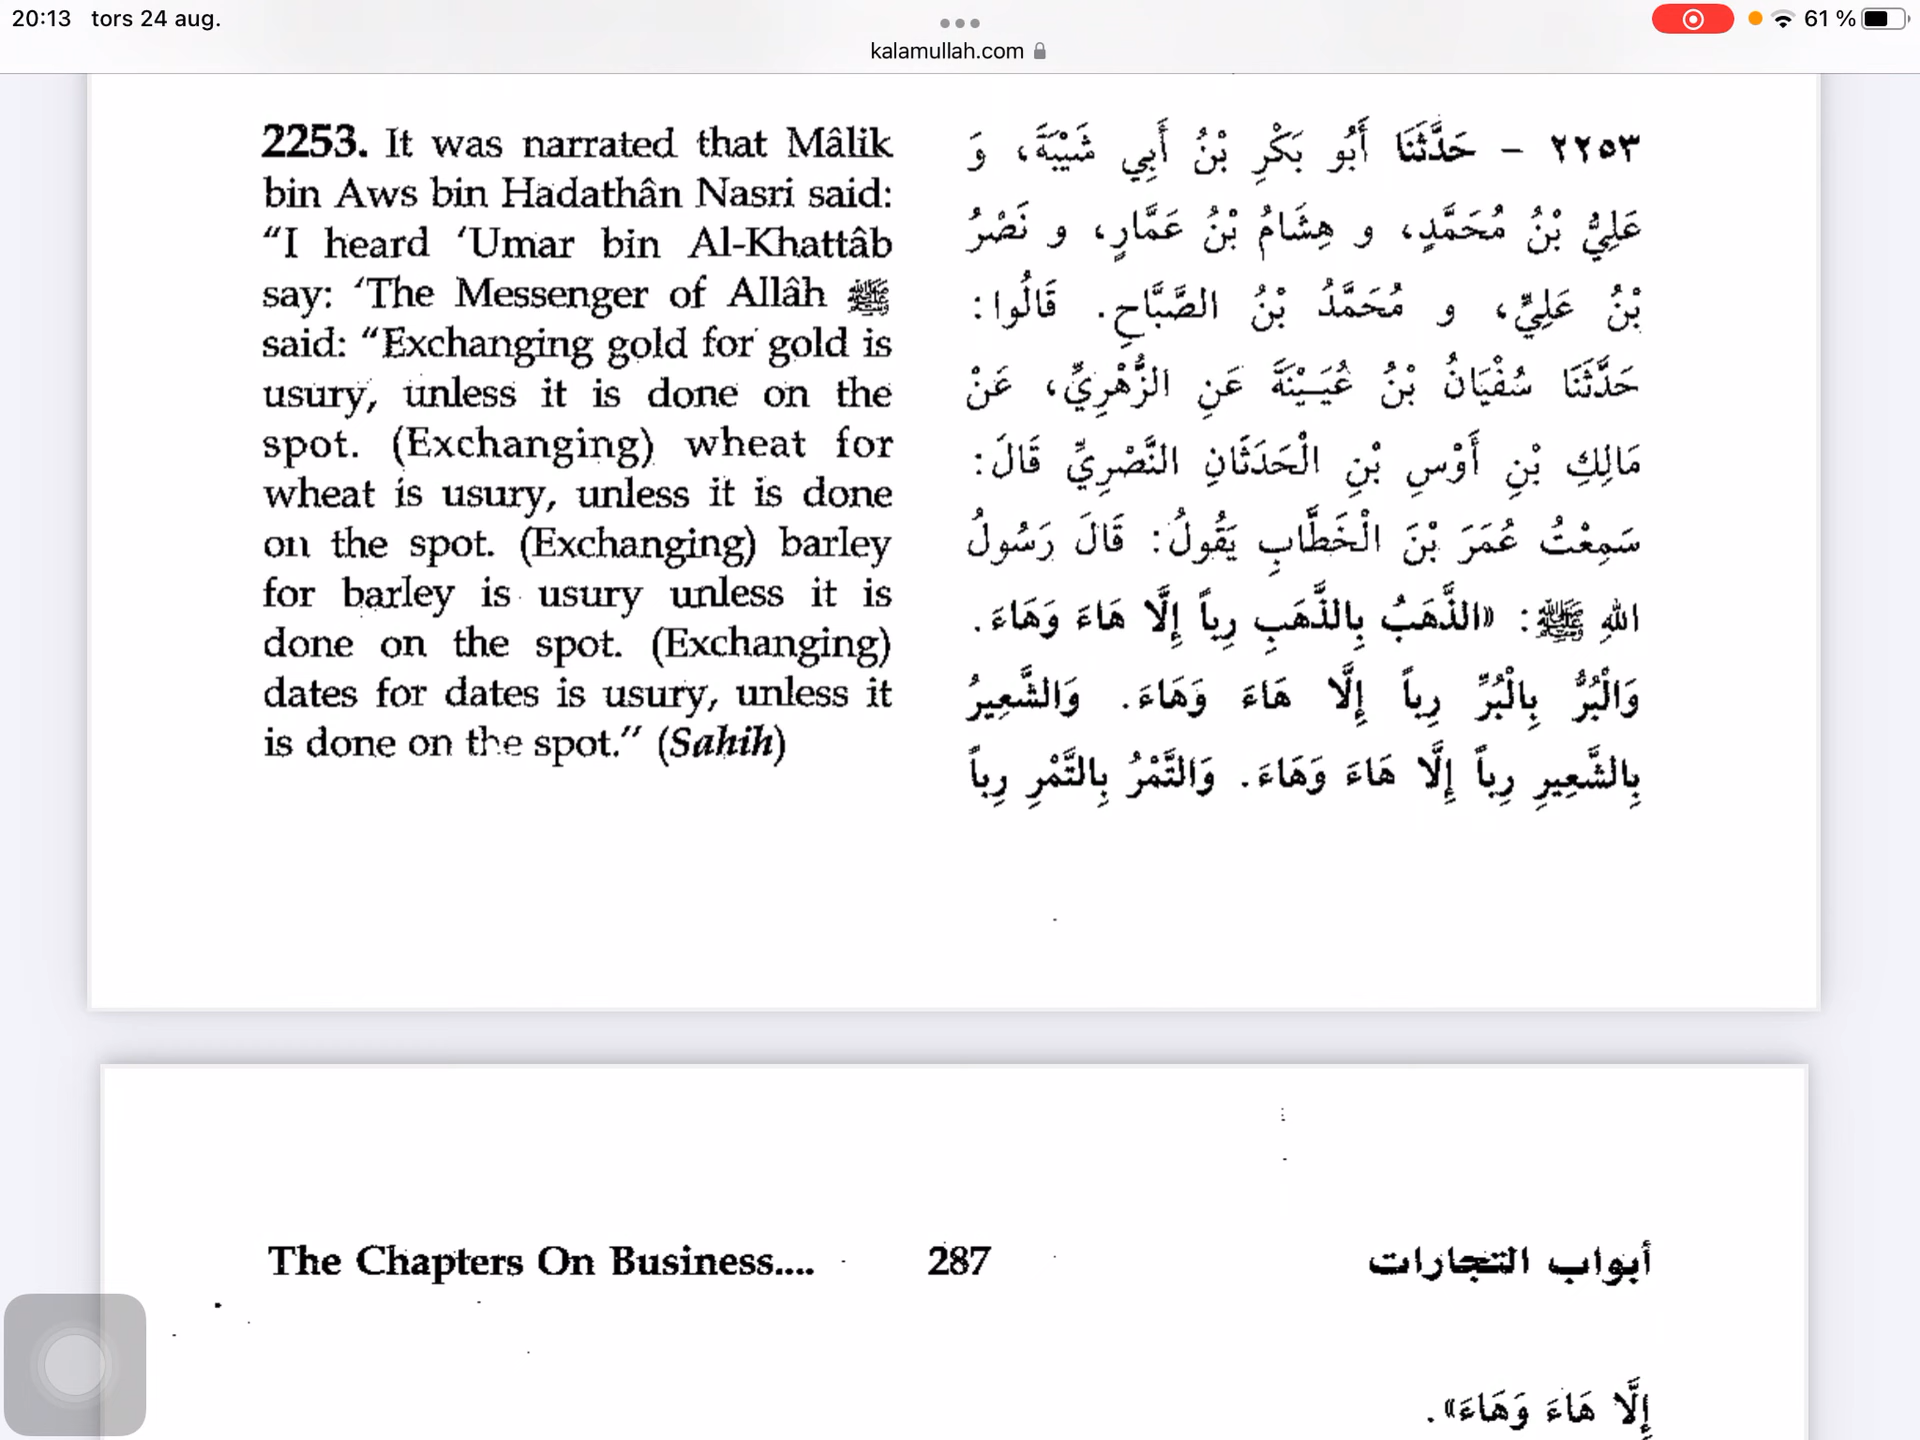 20:13 tors 24 aug.
61 %
kalamullah.com
2253. It was narrated that Mâlik
bin Aws bin Hadathân Nasri said:
“I heard ‘Umar bin Al-Khattâb
say: ‘The Messenger of Allâh ﷺ
said: “Exchanging gold for gold is
usury, unless it is done on the
spot. (Exchanging) wheat for
wheat is usury, unless it is done
on the spot. (Exchanging) barley
for barley is usury unless it is
done on the spot. (Exchanging)
dates for dates is usury, unless it
is done on the spot.” (Sahih)
٢٢٥٣ - حَدَّثَنَا أَبُو بَكْرِ بْنُ أَبِي شَيْبَةَ، وَ
عَلِيُّ بْنُ مُحَمَّدٍ، و هِشَامُ بْنُ عَمَّارٍ، و نَصْرُ
بْنُ عَلِيٍّ، و مُحَمَّدُ بْنُ الصَّبَّاحِ. قَالُوا:
حَدَّثَنَا سُفْيَانُ بْنُ عُيَيْنَةَ عَنِ الزُّهْرِيِّ، عَنْ
مَالِكِ بْنِ أَوْسِ بْنِ الْحَدَثَانِ النَّصْرِيِّ قَالَ:
سَمِعْتُ عُمَرَ بْنَ الْخَطَّابِ يَقُولُ: قَالَ رَسُولُ
اللهِ ﷺ: «الذَّهَبُ بِالذَّهَبِ رِباً إِلَّا هَاءَ وَهَاءَ.
وَالْبُرُّ بِالْبُرِّ رِباً إِلَّا هَاءَ وَهَاءَ. وَالشَّعِيرُ
بِالشَّعِيرِ رِباً إِلَّا هَاءَ وَهَاءَ. وَالتَّمْرُ بِالتَّمْرِ رِباً
The Chapters On Business.... 287 أبواب التجارات
إِلَّا هَاءَ وَهَاءَ».